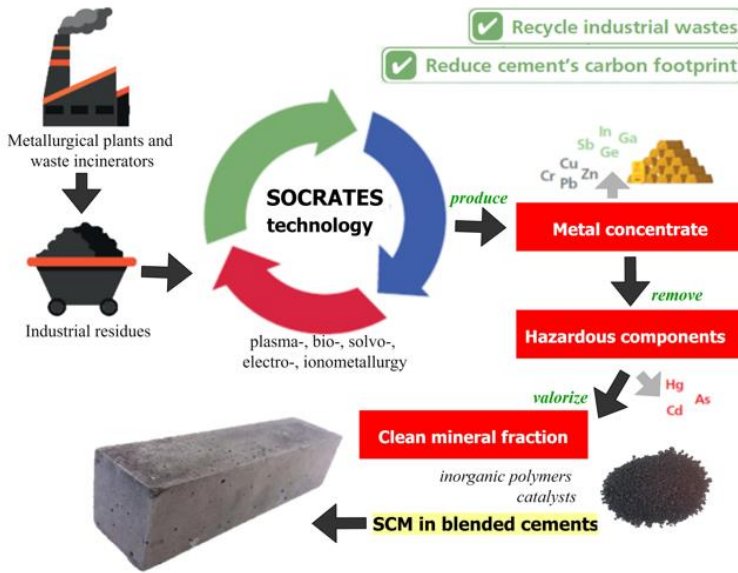 Recycle industrial wastes
Reduce cement's carbon footprint
Metallurgical plants and
waste incinerators
Industrial residues
SOCRATES
technology
plasma-, bio-, solvo-,
electro-, ionometallurgy
produce
In
Sb
Ga
Ge
Cu
Cr
Zn
Pb
Metal concentrate
remove
Hazardous components
Hg
As
Cd
valorize
Clean mineral fraction
inorganic polymers
catalysts
SCM in blended cements